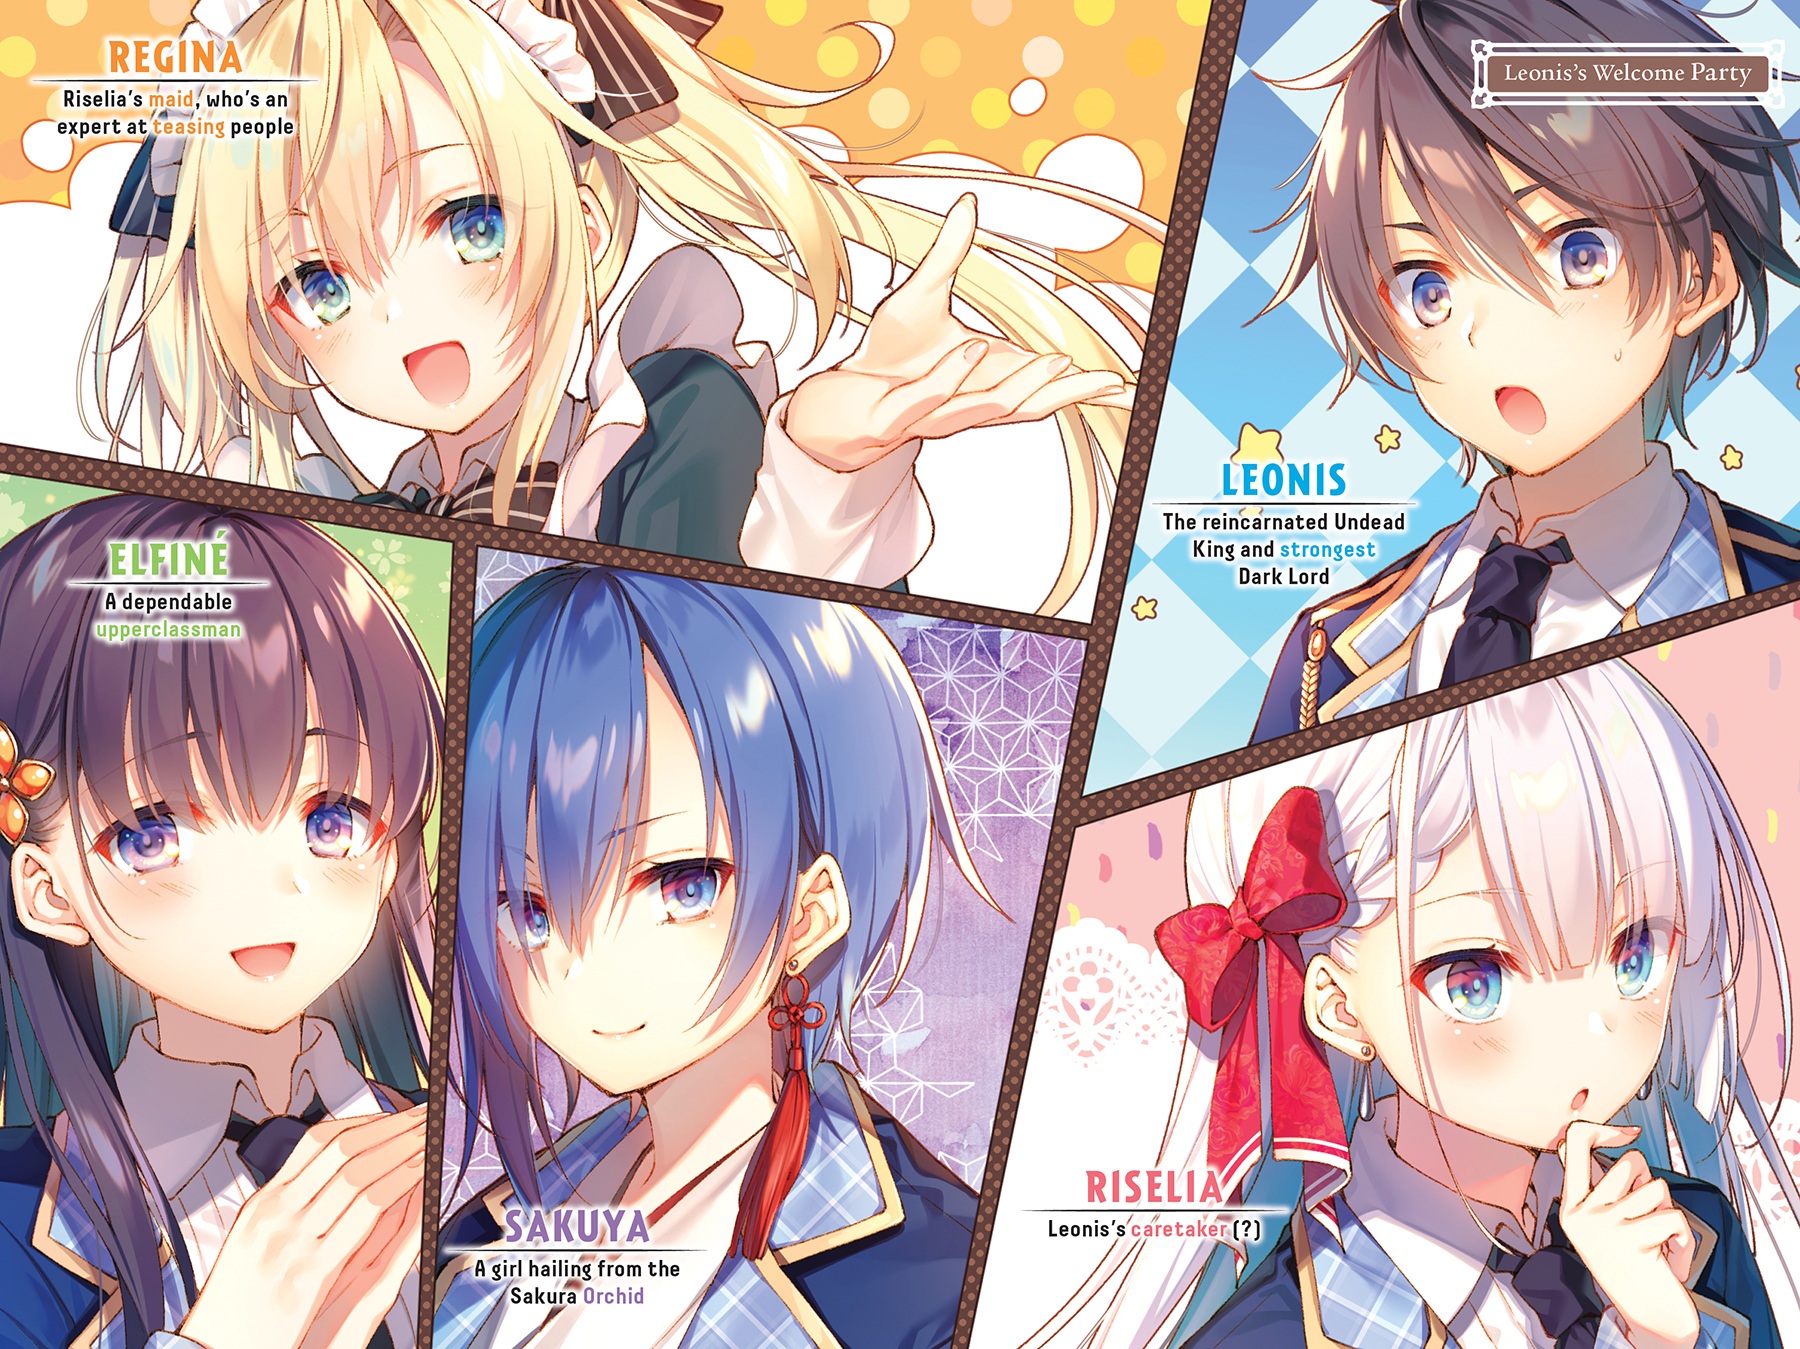 REGINA
Riselia's maid, who's an
expert at teasing people
Leonis's Welcome Party
LEONIS
The reincarnated Undead
King and strongest
Dark Lord
ELFINÉ
A dependable
upperclassman
SAKUYA
A girl hailing from the
Sakura Orchid
RISELIA
Leonis's caretaker (?)